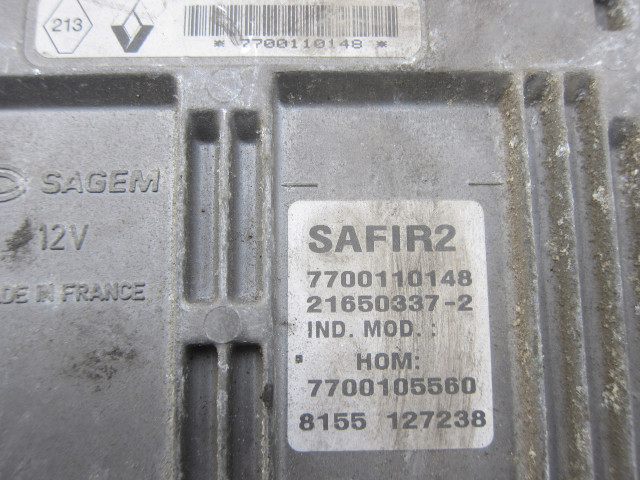 213
* 7700110148 *
SAGEM
12V
DE IN FRANCE
SAFIR2
7700110148
21650337-2
IND. MOD. :
HOM:
7700105560
8155 127238